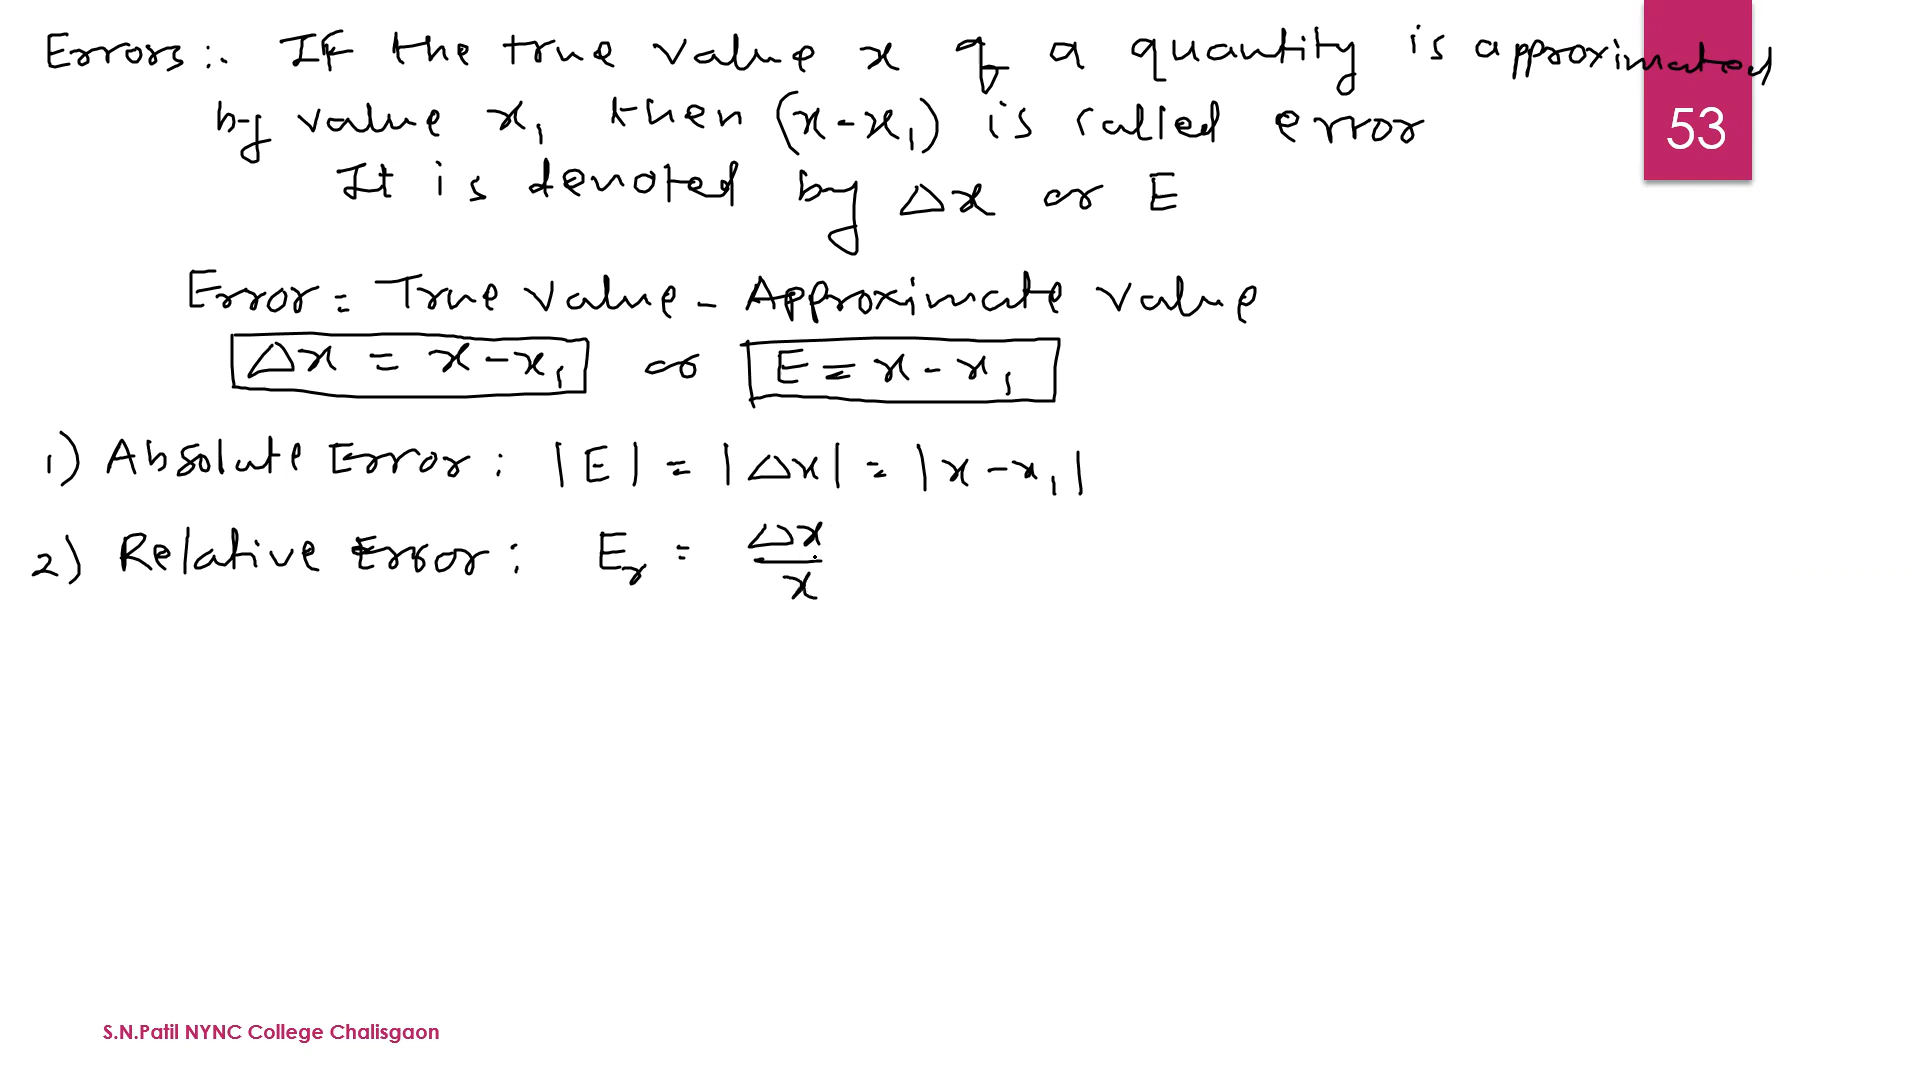 Errors :- If the true value x of a quantity is approximated
53
by value x₁ then (x-x₁) is called error
It is denoted by Δx or E
Error = True value - Approximate value
Δx = x-x₁ or E = x-x₁
1) Absolute Error : |E| = |Δx| = |x-x₁|
2) Relative Error : Eᵣ = Δx/x
S.N.Patil NYNC College Chalisgaon